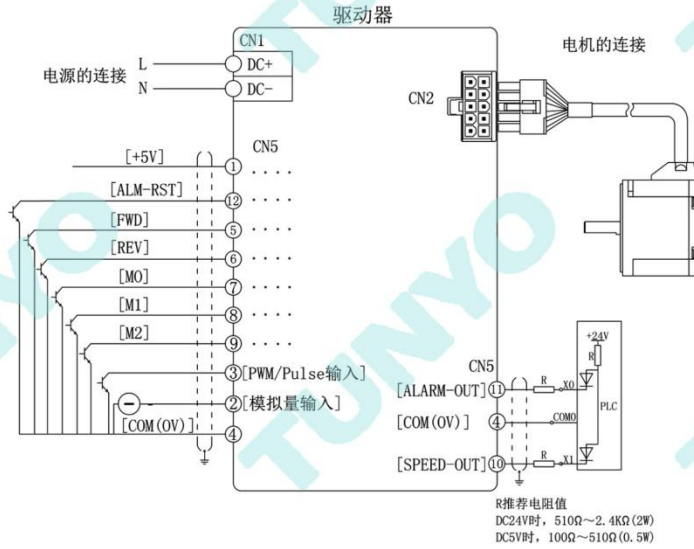 驱动器
CN1
电机的连接
L
DC+
电源的连接
N
DC-
CN2
CN5
[+5V]
① ....
[ALM-RST]
⑫ ....
[FWD]
⑤ ....
[REV]
⑥ ....
[M0]
⑦ ....
[M1]
⑧ ....
[M2]
⑨ ....
③[PWM/Pulse输入]
②[模拟量输入]
[COM(0V)]
④
CN5
[ALARM-OUT]⑪ R X0
[COM(0V)] ④ COM0
[SPEED-OUT]⑩ R X1
+24V
R
PLC
R推荐电阻值
DC24V时, 510Ω～2.4KΩ(2W)
DC5V时, 100Ω～510Ω(0.5W)
TUNYO
TUNYO